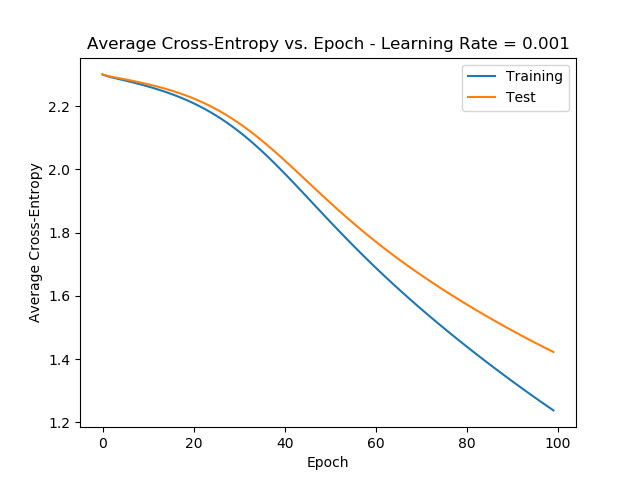 Average Cross-Entropy vs. Epoch - Learning Rate = 0.001
Training
Test
Average Cross-Entropy
2.2
2.0
1.8
1.6
1.4
1.2
0 20 40 60 80 100
Epoch